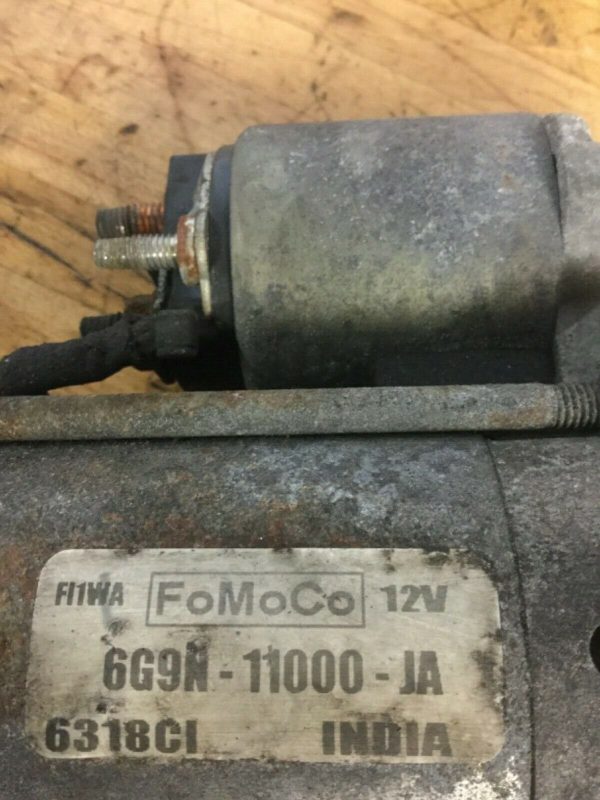 FI1WA FoMoCo 12V
6G9N - 11000 - JA
6318CI INDIA